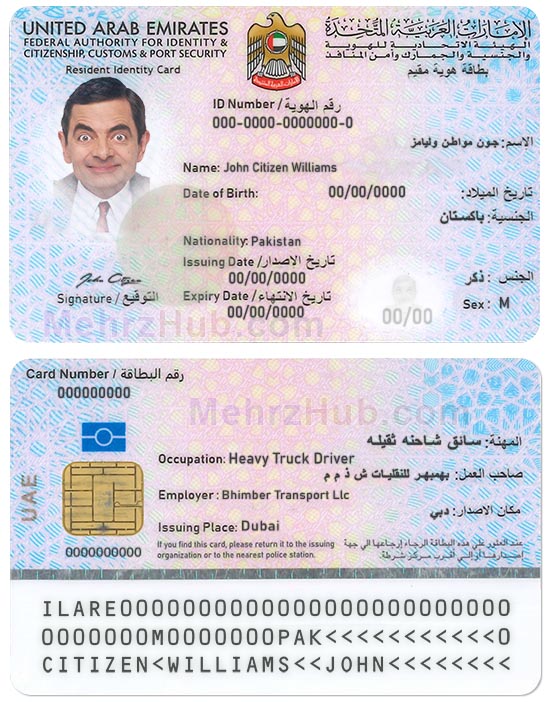 UNITED ARAB EMIRATES
FEDERAL AUTHORITY FOR IDENTITY &
CITIZENSHIP, CUSTOMS & PORT SECURITY
Resident Identity Card
الإمارات العربية المتحدة
الهيئة الاتحادية للهوية
والجنسية والجمارك وأمن المنافذ
بطاقة هوية مقيم
ID Number / رقم الهوية
000-0000-0000000-0
الاسم: جون مواطن وليامز
Name: John Citizen Williams
Date of Birth: 00/00/0000 تاريخ الميلاد:
الجنسية: باكستان
Nationality: Pakistan
Issuing Date / تاريخ الاصدار
00/00/0000
الجنس : ذكر
Expiry Date / تاريخ الانتهاء
00/00/0000
Sex: M
00/00
John Citizen
Signature / التوقيع
MehrzHub.com
Card Number / رقم البطاقة
000000000
MehrzHub.com
المهنة: سائق شاحنه ثقيله
Occupation: Heavy Truck Driver
صاحب العمل: بهمبهر للنقليات ش ذ م م
Employer : Bhimber Transport Llc
مكان الاصدار: دبي
Issuing Place: Dubai
UAE
0000000000
If you find this card, please return it to the issuing
organization or to the nearest police station.
عند العثور علي هذه البطاقة الرجاء إرجاعها الي جهة
إصدارها أو الي أقرب مركز شرطة.
ILARE0000000000000000000000000
0000000M0000000PAK<<<<<<<<<<<0
CITIZEN<WILLIAMS<<JOHN<<<<<<<<